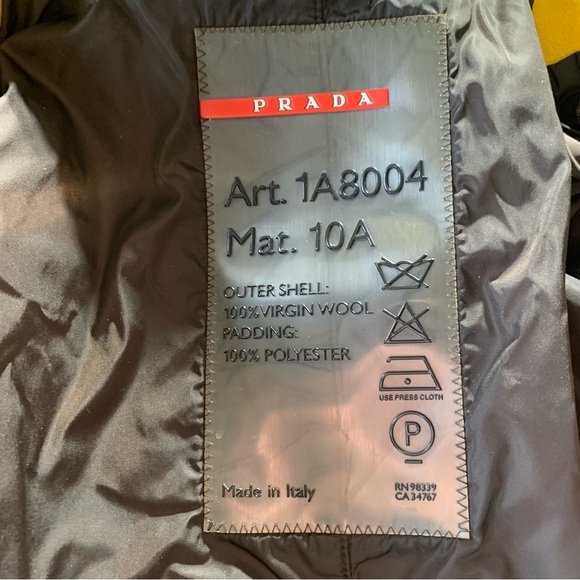 PRADA
Art. 1A8004
Mat. 10A
OUTER SHELL:
100% VIRGIN WOOL
PADDING:
100% POLYESTER
USE PRESS CLOTH
P
Made in Italy
RN 98339
CA 34767